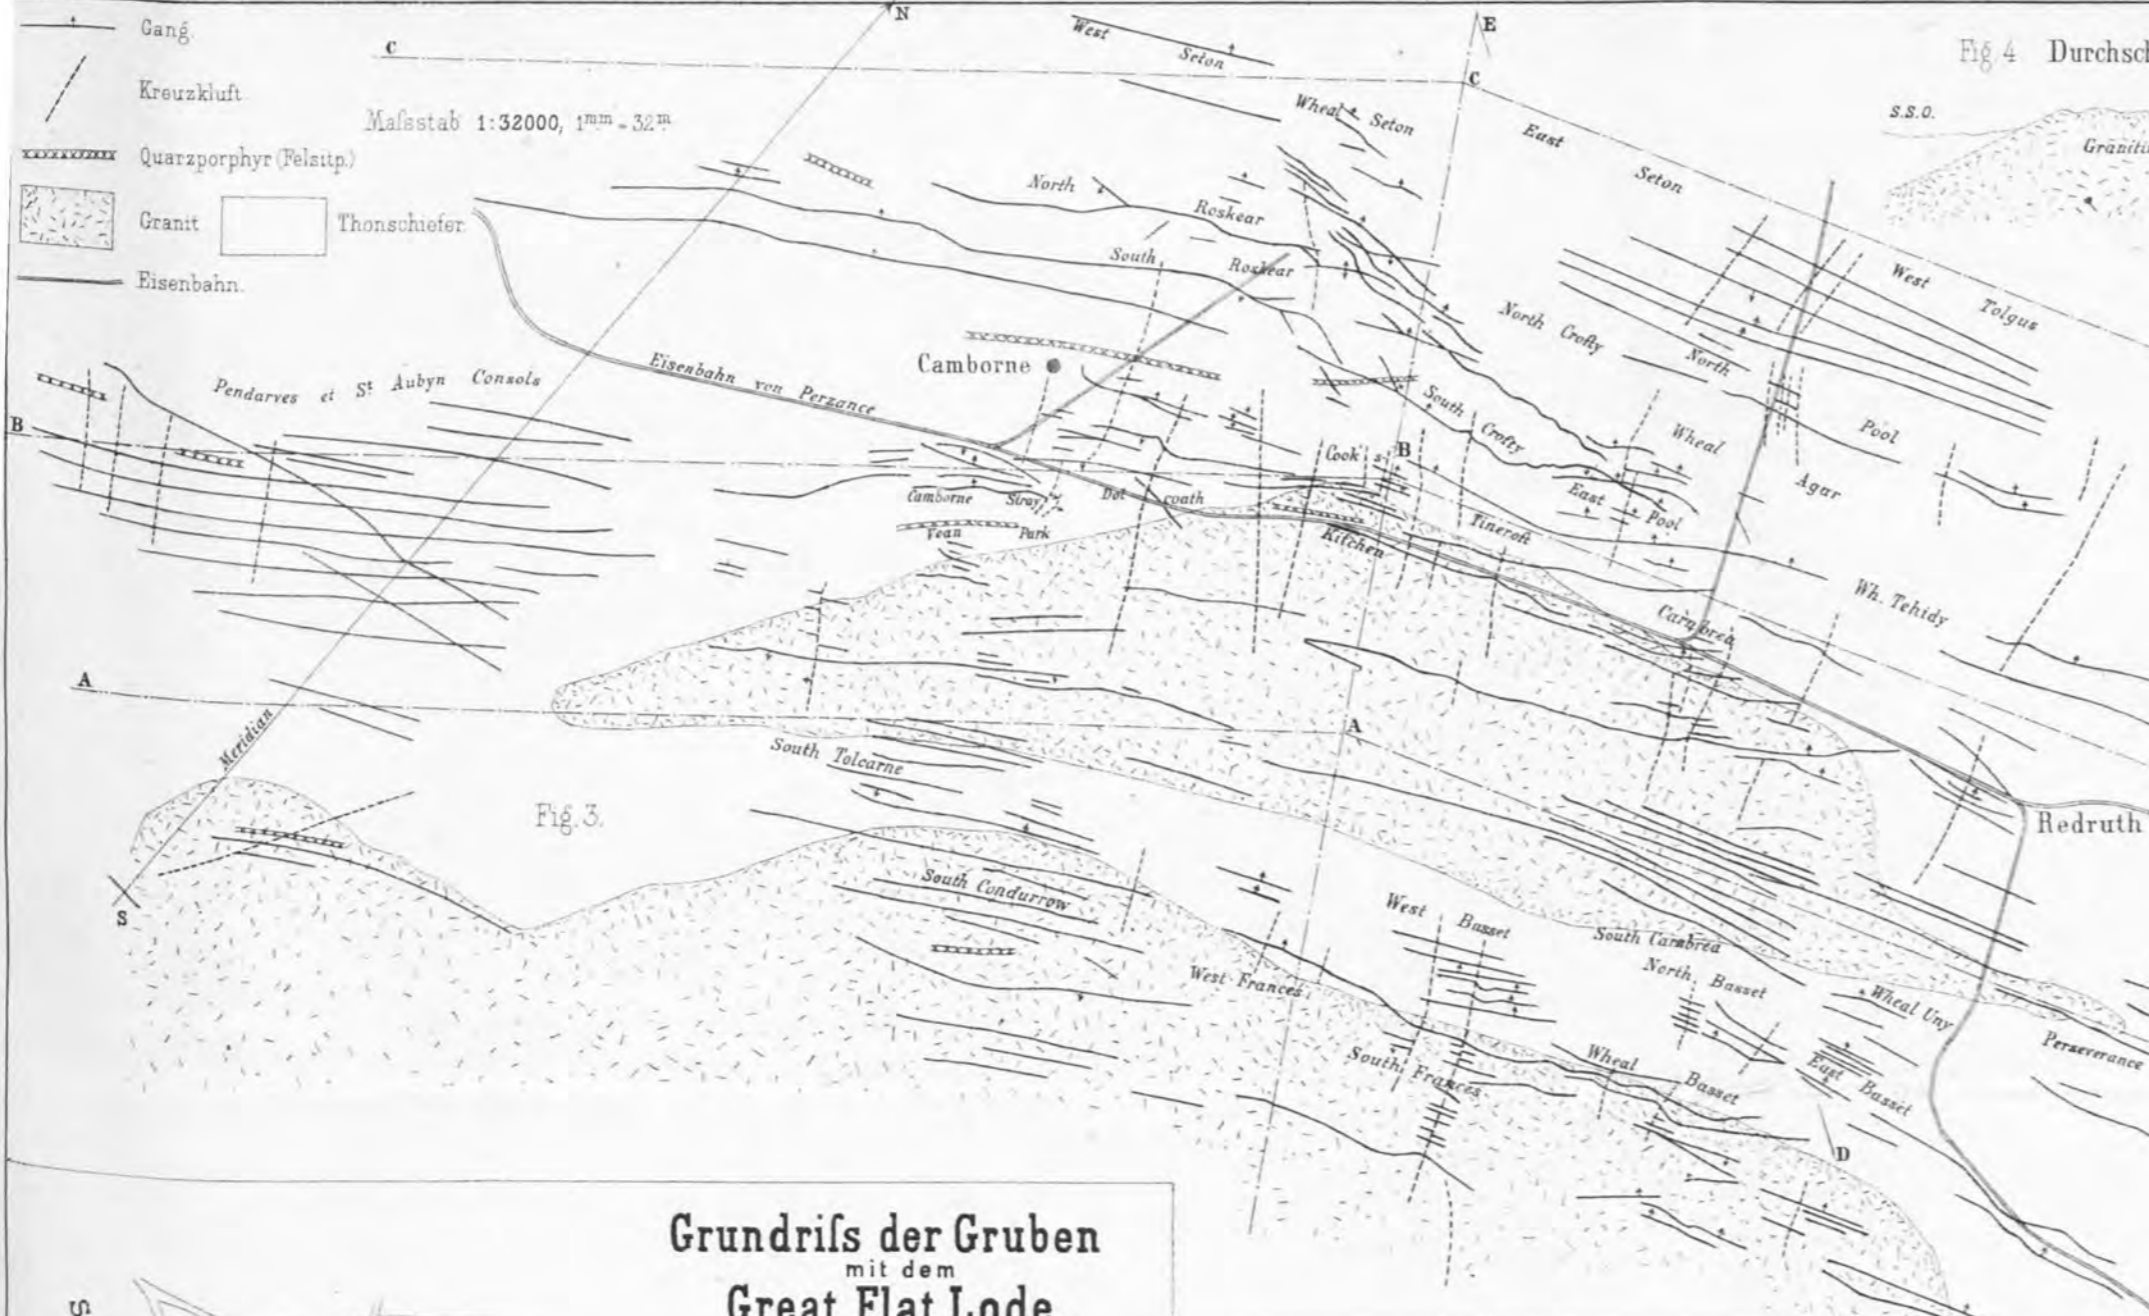 Gang.
Kreuzkluft
Maſsstab 1:32000, 1mm = 32m
Quarzporphyr (Felsitp.)
Granit
Thonschiefer
Eisenbahn.
C
N
West
Seton
E
C
Fig. 4 Durchsch
S.S.O.
Wheal Seton
East
Seton
North
Roskear
South
Roskear
West
Tolgus
North Crofty
North
Pool
Camborne
Eisenbahn von Perzance
Pendarves et St. Aubyn Consols
South
Crofty
Wheal
Agar
B
B
Cook's
Kitchen
Camborne
Vean
Stray
Park
Dol coath
East
Pool
Tincroft
Carnbrea
Wh. Tehidy
A
A
Meridian
South Tolcarne
Fig. 3.
Redruth
S
South Condurrow
West
Basset
South Carnbrea
North Basset
West Frances
Wheal Uny
South Frances
Wheal
Basset
East
Basset
Perseverance
D
Grundriſs der Gruben
mit dem
Great Flat Lode
S